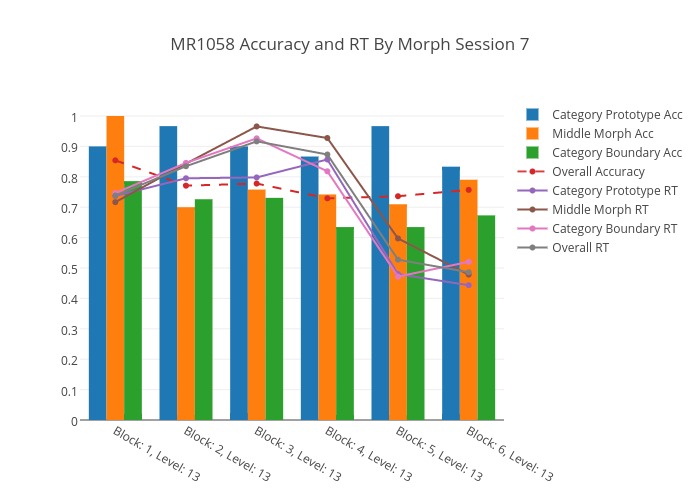 MR1058 Accuracy and RT By Morph Session 7
Category Prototype Acc
Middle Morph Acc
Category Boundary Acc
Overall Accuracy
Category Prototype RT
Middle Morph RT
Category Boundary RT
Overall RT
1
0.9
0.8
0.7
0.6
0.5
0.4
0.3
0.2
0.1
0
Block: 1, Level: 13
Block: 2, Level: 13
Block: 3, Level: 13
Block: 4, Level: 13
Block: 5, Level: 13
Block: 6, Level: 13